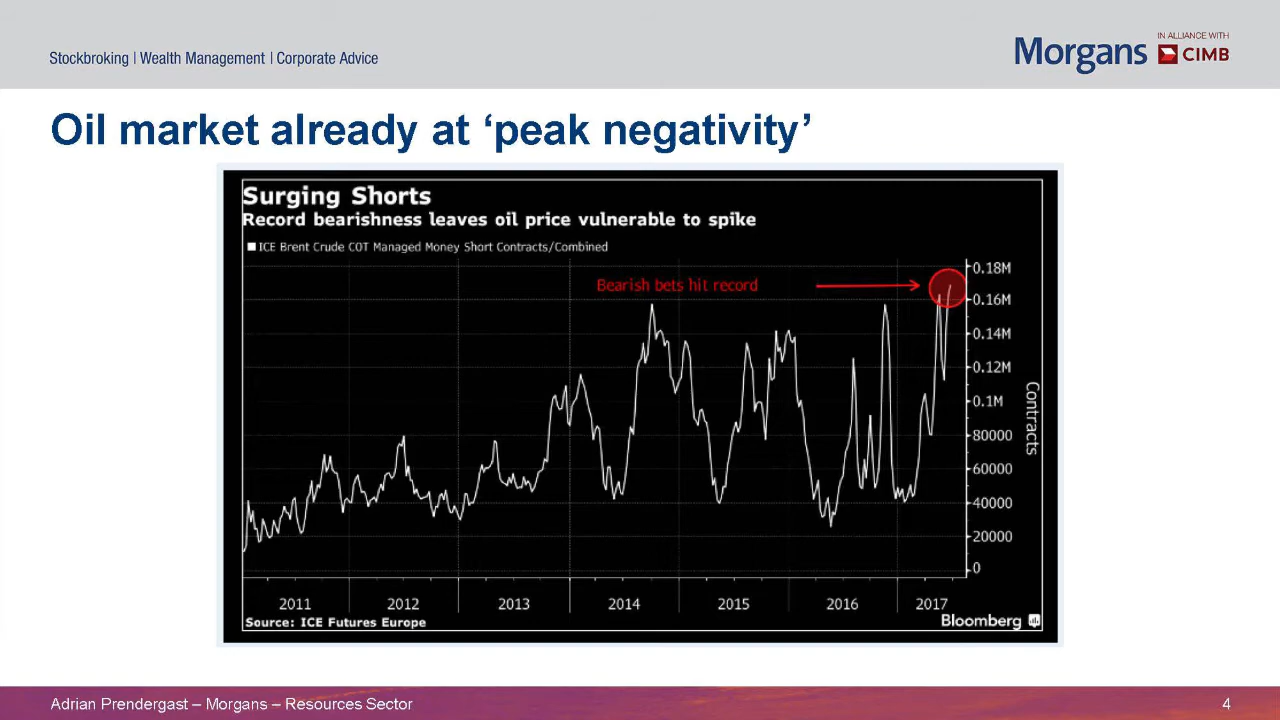 Stockbroking | Wealth Management | Corporate Advice
Morgans
IN ALLIANCE WITH
CIMB
Oil market already at ‘peak negativity’
Surging Shorts
Record bearishness leaves oil price vulnerable to spike
ICE Brent Crude COT Managed Money Short Contracts/Combined
Bearish bets hit record
0.18M
0.16M
0.14M
0.12M
0.1M
80000
60000
40000
20000
0
Contracts
2011 2012 2013 2014 2015 2016 2017
Source: ICE Futures Europe
Bloomberg
Adrian Prendergast – Morgans – Resources Sector
4